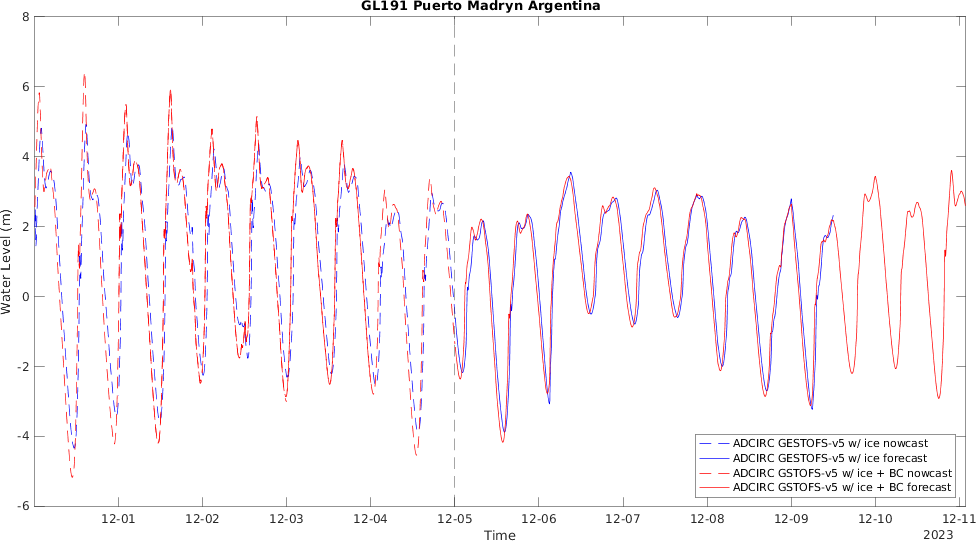 GL191 Puerto Madryn Argentina
8
6
4
2
0
-2
-4
-6
Water Level (m)
12-01
12-02
12-03
12-04
12-05
12-06
12-07
12-08
12-09
12-10
12-11
Time
2023
ADCIRC GESTOFS-v5 w/ ice nowcast
ADCIRC GESTOFS-v5 w/ ice forecast
ADCIRC GSTOFS-v5 w/ ice + BC nowcast
ADCIRC GSTOFS-v5 w/ ice + BC forecast